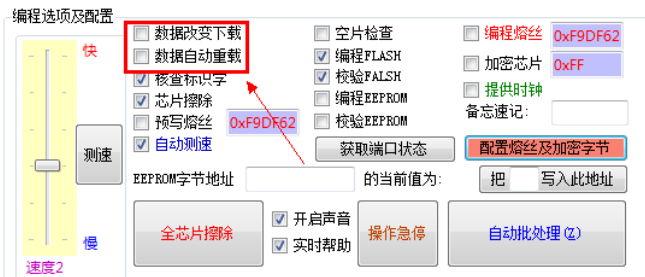 编程选项及配置
快
数据改变下载
数据自动重载
核查标识字
芯片擦除
预写熔丝 0xF9DF62
自动测速
空片检查
编程FLASH
校验FALSH
编程EEPROM
校验EEPROM
编程熔丝 0xF9DF62
加密芯片 0xFF
提供时钟
备忘速记:
测速
获取端口状态
配置熔丝及加密字节
EEPROM字节地址 的当前值为: 把 写入此地址
全芯片擦除
开启声音
实时帮助
操作急停
自动批处理(Z)
慢
速度2